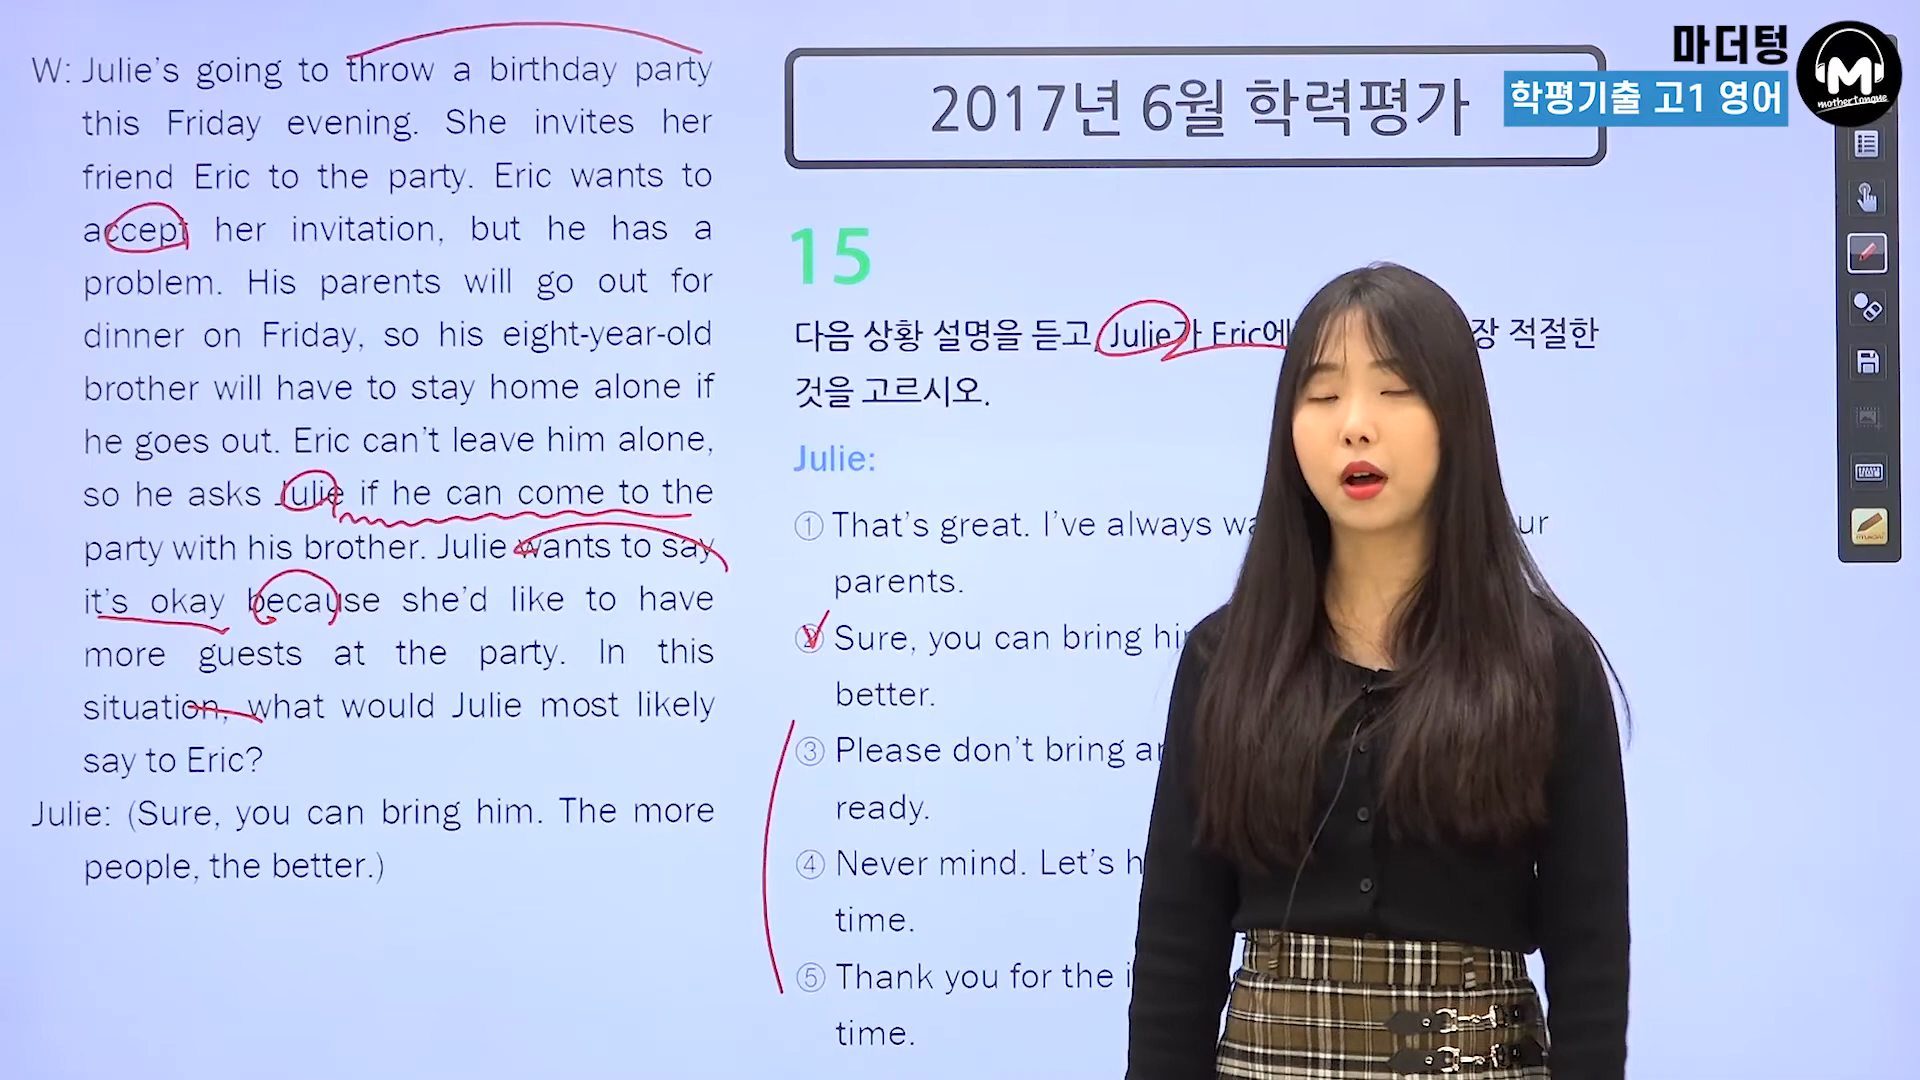 W: Julie's going to throw a birthday party
this Friday evening. She invites her
friend Eric to the party. Eric wants to
accept her invitation, but he has a
problem. His parents will go out for
dinner on Friday, so his eight-year-old
brother will have to stay home alone if
he goes out. Eric can't leave him alone,
so he asks Julie if he can come to the
party with his brother. Julie wants to say
it's okay because she'd like to have
more guests at the party. In this
situation, what would Julie most likely
say to Eric?
Julie: (Sure, you can bring him. The more
people, the better.)
2017년 6월 학력평가
15
다음 상황 설명을 듣고, Julie가 Eric에 장 적절한
것을 고르시오.
Julie:
① That's great. I've always ur
parents.
② Sure, you can bring
better.
③ Please don't bring
ready.
④ Never mind. Let's
time.
⑤ Thank you for the
time.
마더텅
학평기출 고1 영어
M
mothertongue